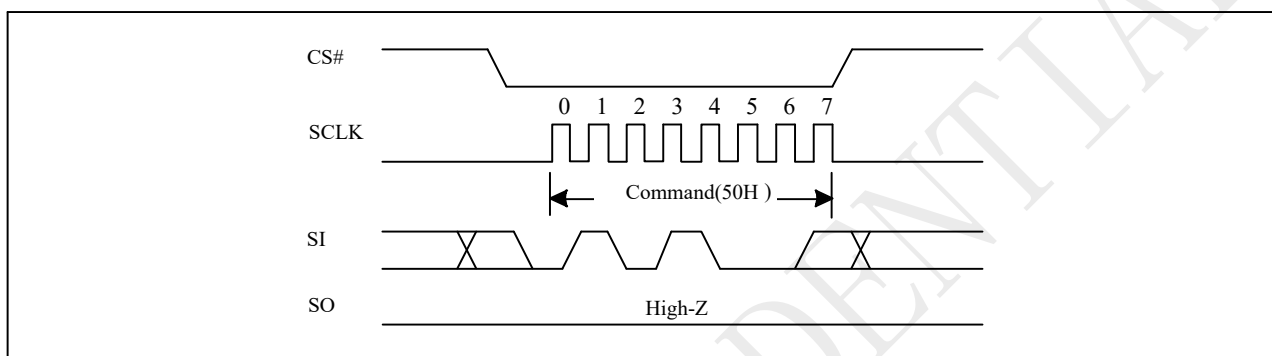 CS#
0 1 2 3 4 5 6 7
SCLK
Command(50H )
SI
SO
High-Z